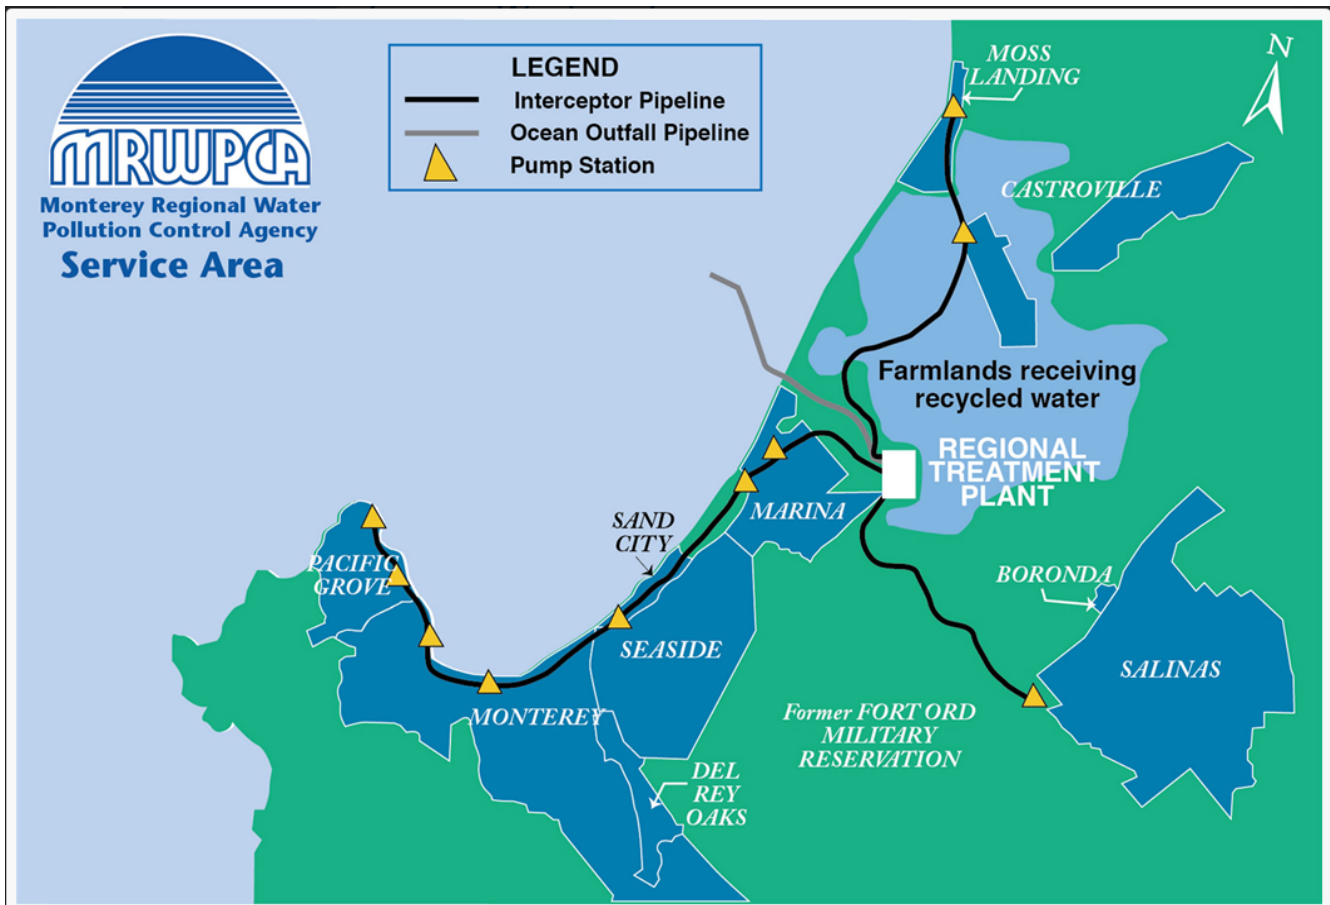 MRWPCA
Monterey Regional Water
Pollution Control Agency
Service Area
LEGEND
Interceptor Pipeline
Ocean Outfall Pipeline
Pump Station
MOSS
LANDING
N
CASTROVILLE
Farmlands receiving
recycled water
REGIONAL
TREATMENT
PLANT
MARINA
SAND
CITY
PACIFIC
GROVE
BORONDA
SEASIDE
SALINAS
MONTEREY
Former FORT ORD
MILITARY
RESERVATION
DEL
REY
OAKS